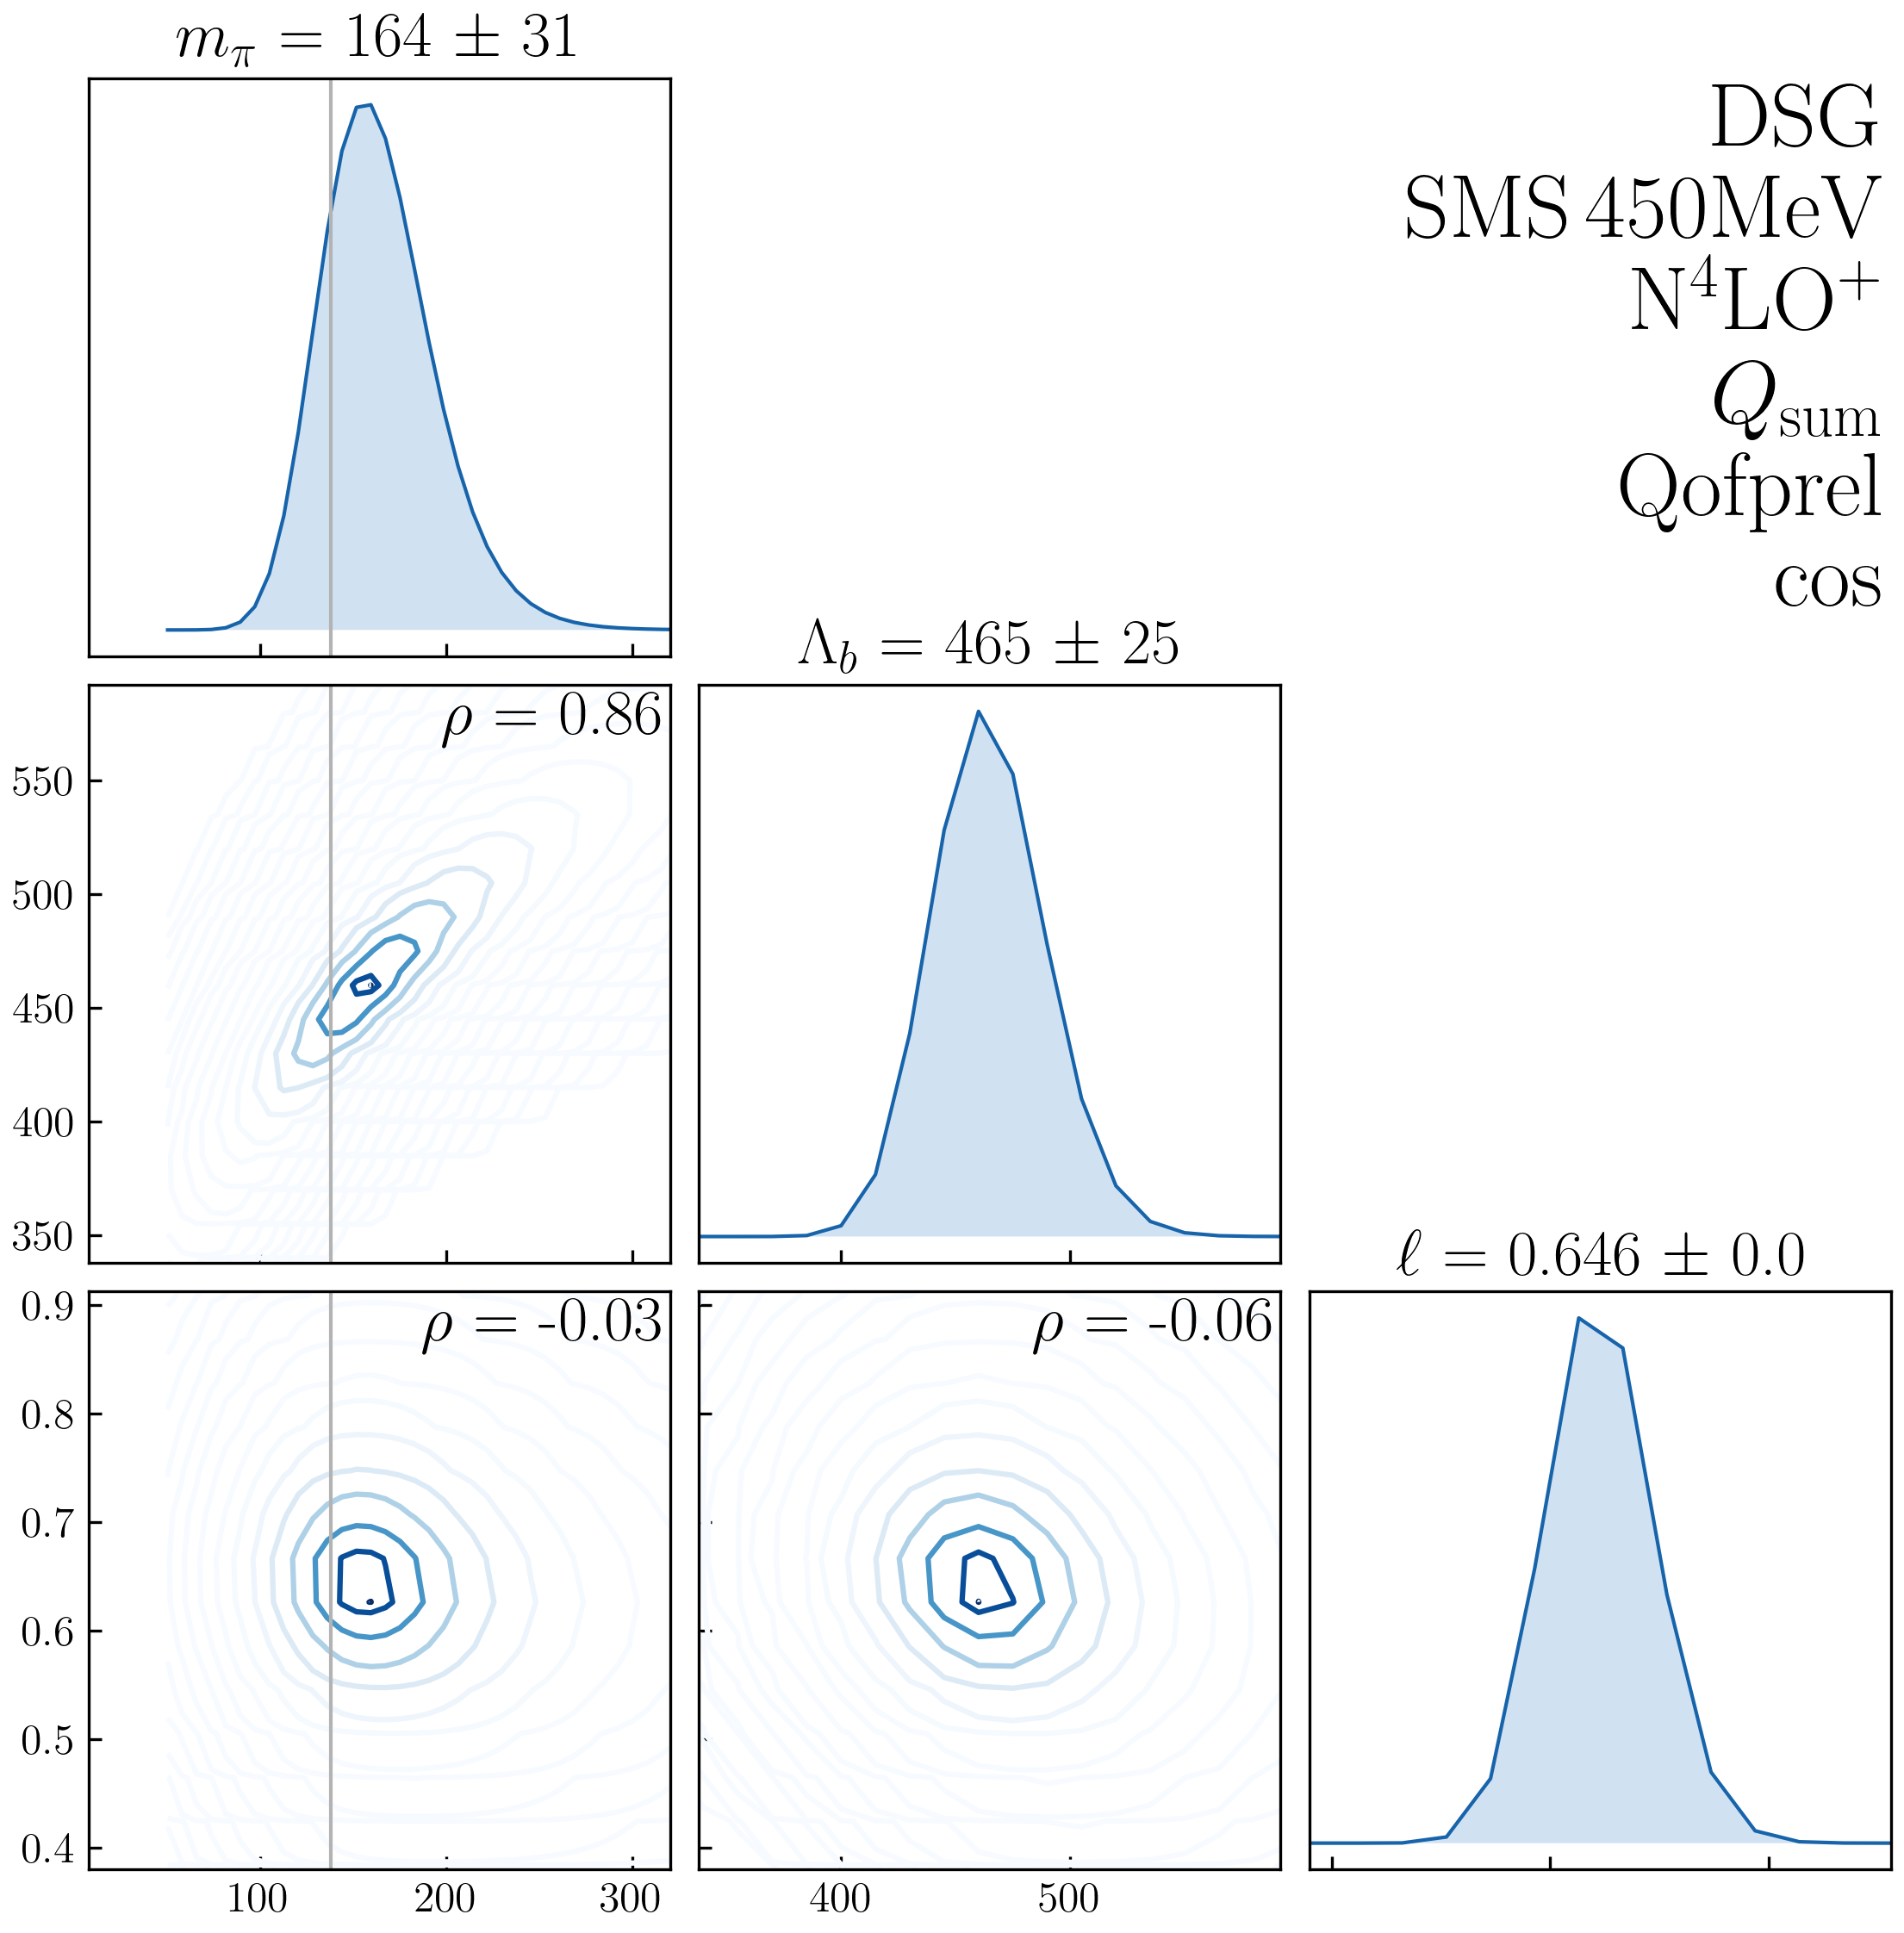 m_π = 164 ± 31
DSG
SMS 450MeV
N⁴LO⁺
Q_sum
Qofprel
cos
Λ_b = 465 ± 25
ρ = 0.86
550
500
450
400
350
ℓ = 0.646 ± 0.0
ρ = -0.03
ρ = -0.06
0.9
0.8
0.7
0.6
0.5
0.4
100 200 300 400 500